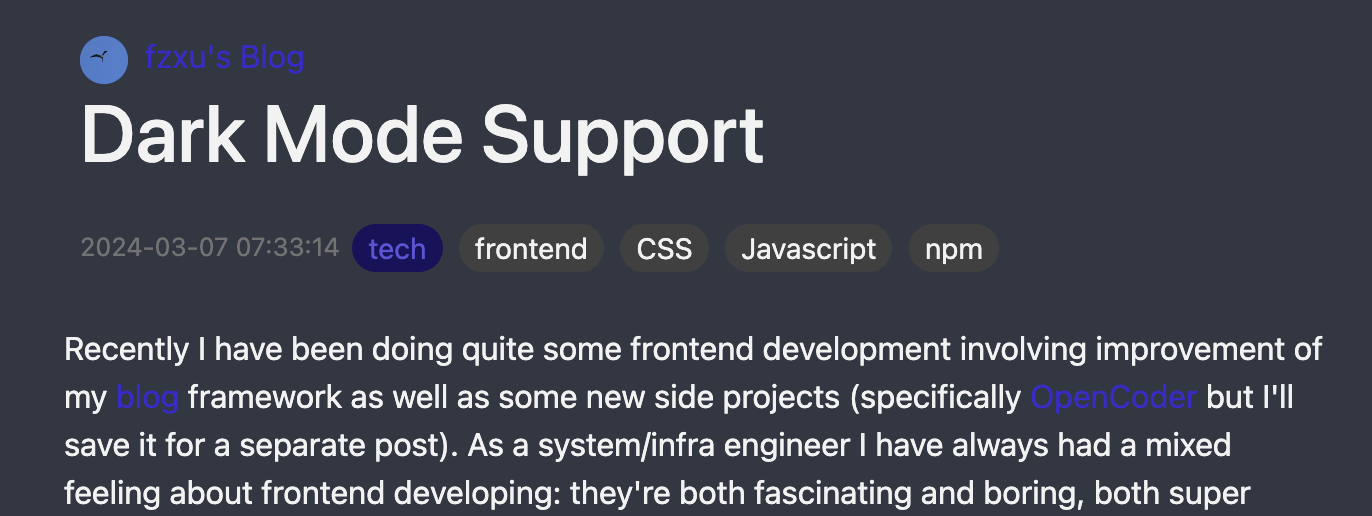 fzxu's Blog
Dark Mode Support
2024-03-07 07:33:14 tech frontend CSS Javascript npm
Recently I have been doing quite some frontend development involving improvement of
my blog framework as well as some new side projects (specifically OpenCoder but I'll
save it for a separate post). As a system/infra engineer I have always had a mixed
feeling about frontend developing: they're both fascinating and boring, both super